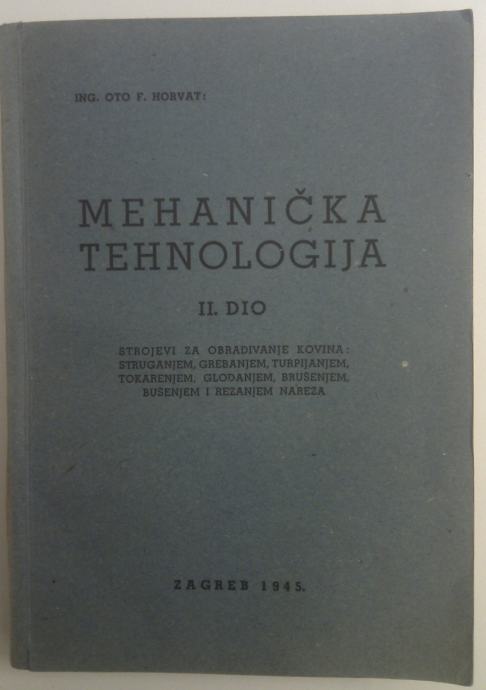 ING. OTO F. HORVAT:
MEHANIČKA
TEHNOLOGIJA
II. DIO
STROJEVI ZA OBRAĐIVANJE KOVINA:
STRUGANJEM, GREBANJEM, TURPIJANJEM,
TOKARENJEM, GLODANJEM, BRUŠENJEM,
BUŠENJEM I REZANJEM NAREZA
ZAGREB 1945.